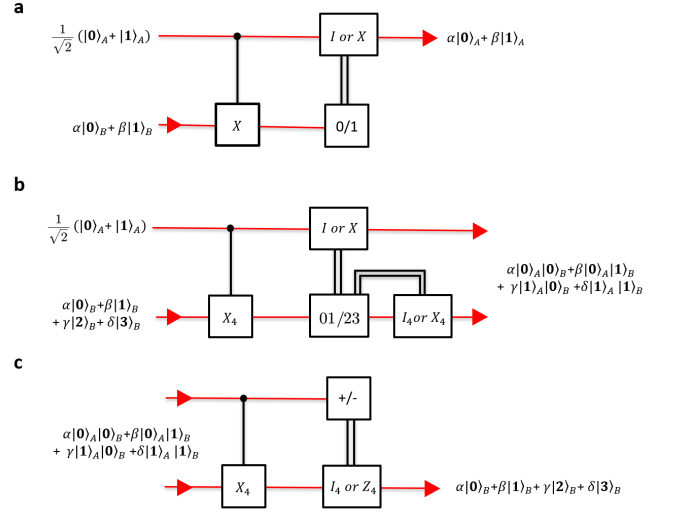 a
1/√2 (|0⟩A+ |1⟩A)
I or X
α|0⟩A+ β|1⟩A
α|0⟩B+ β|1⟩B
X
0/1
b
1/√2 (|0⟩A+ |1⟩A)
I or X
α|0⟩A|0⟩B+β|0⟩A|1⟩B
+ γ|1⟩A|0⟩B +δ|1⟩A |1⟩B
α|0⟩B+β|1⟩B
+ γ|2⟩B+ δ|3⟩B
X4
01/23
I4or X4
c
+/-
α|0⟩A|0⟩B+β|0⟩A|1⟩B
+ γ|1⟩A|0⟩B +δ|1⟩A |1⟩B
X4
I4 or Z4
α|0⟩B+β|1⟩B+ γ|2⟩B+ δ|3⟩B